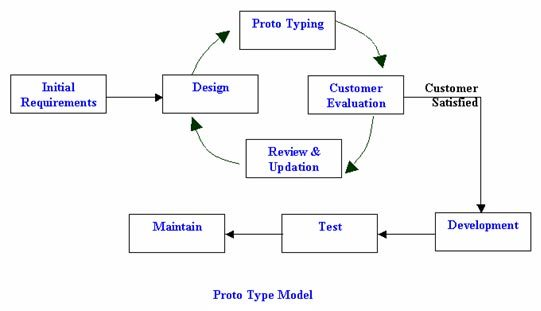 Proto Typing
Initial
Requirements
Design
Customer
Evaluation
Customer
Satisfied
Review &
Updation
Maintain
Test
Development
Proto Type Model